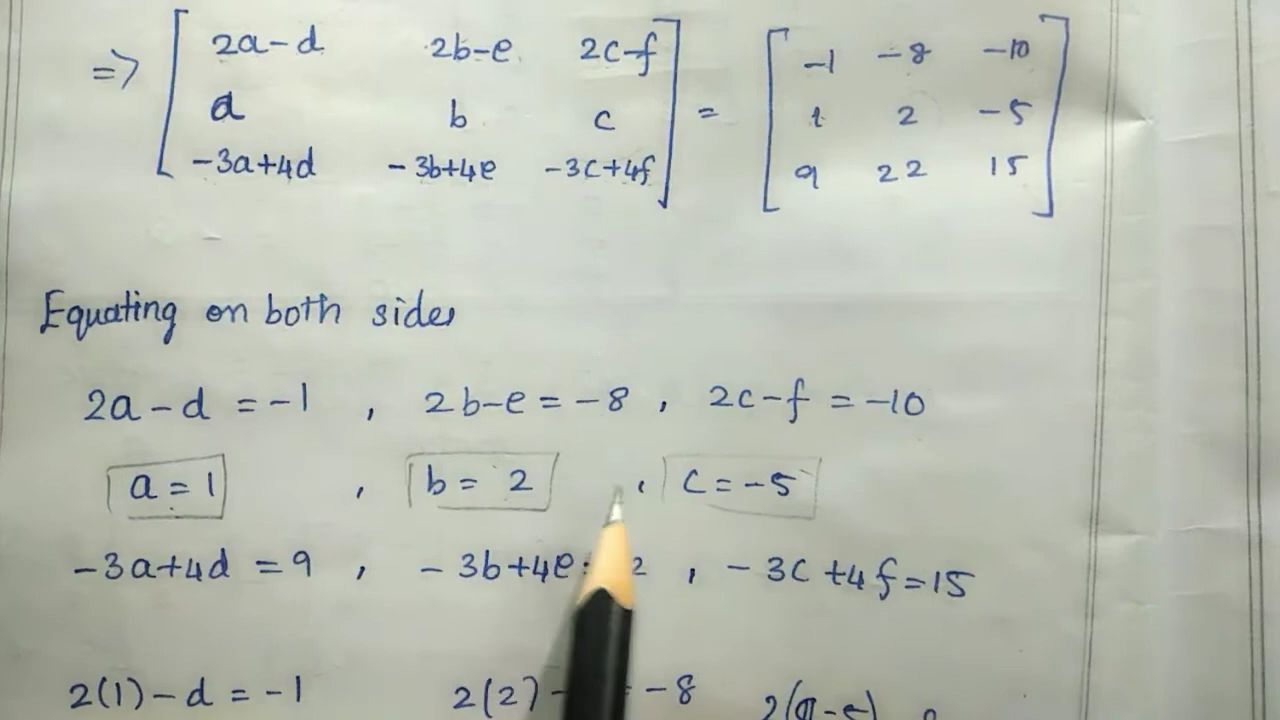 => [ 2a-d 2b-e 2c-f ] = [ -1 -8 -10 ]
a b c 1 2 -5
-3a+4d -3b+4e -3c+4f 9 22 15
Equating on both sides
2a-d = -1 , 2b-e = -8 , 2c-f = -10
a = 1 , b = 2 , c = -5
-3a+4d = 9 , -3b+4e 2 , -3c+4f=15
2(1)-d = -1 2(2)- -8